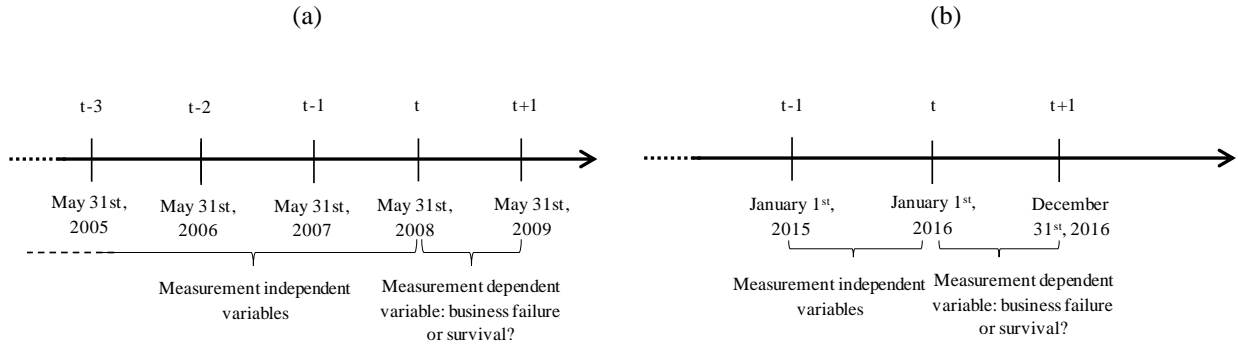 (a)
t-3
t-2
t-1
t
t+1
May 31st,
2005
May 31st,
2006
May 31st,
2007
May 31st,
2008
May 31st,
2009
Measurement independent
variables
Measurement dependent
variable: business failure
or survival?
(b)
t-1
t
t+1
January 1st,
2015
January 1st,
2016
December
31st, 2016
Measurement independent
variables
Measurement dependent
variable: business failure
or survival?